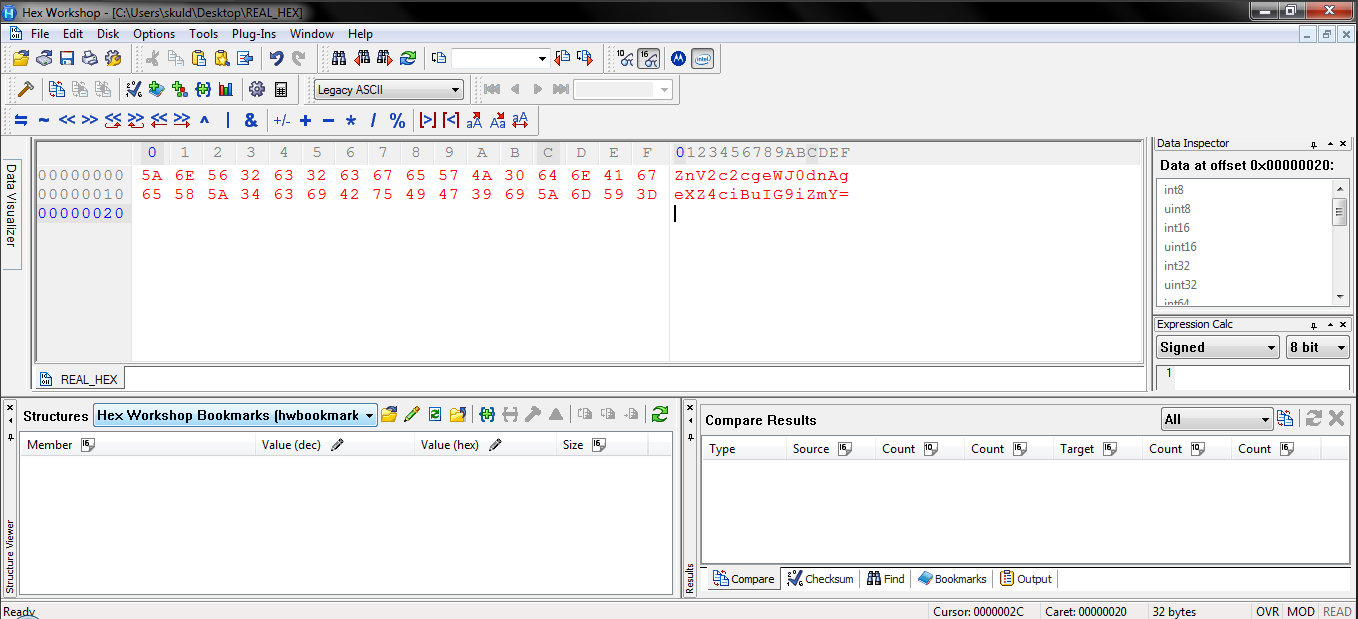 Hex Workshop - [C:\Users\skuld\Desktop\REAL_HEX]
File Edit Disk Options Tools Plug-Ins Window Help
Legacy ASCII
0 1 2 3 4 5 6 7 8 9 A B C D E F 0123456789ABCDEF
00000000 5A 6E 56 32 63 32 63 67 65 57 4A 30 64 6E 41 67 ZnV2c2cgeWJ0dnAg
00000010 65 58 5A 34 63 69 42 75 49 47 39 69 5A 6D 59 3D eXZ4ciBuIG9iZmY=
00000020
Data Visualizer
REAL_HEX
Data Inspector
Data at offset 0x00000020:
int8
uint8
int16
uint16
int32
uint32
int64
Expression Calc
Signed 8 bit
1
Structures Hex Workshop Bookmarks (hwbookmark
Member Value (dec) Value (hex) Size
Structure Viewer
Compare Results All
Type Source Count Count Target Count Count
Results
Compare Checksum Find Bookmarks Output
Ready Cursor: 0000002C Caret: 00000020 32 bytes OVR MOD READ